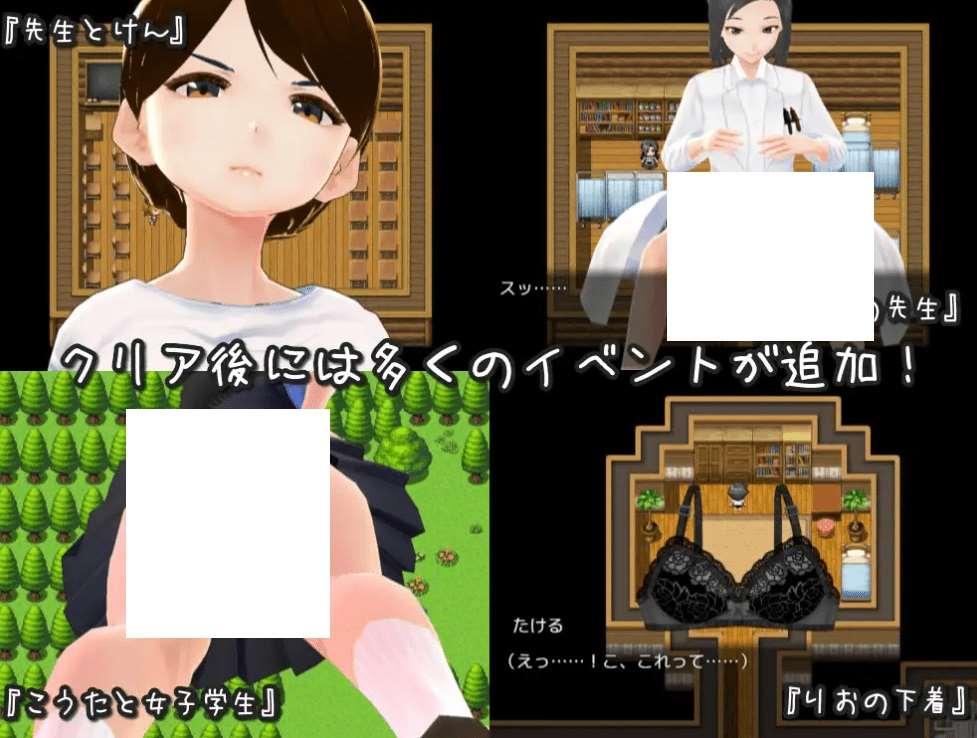 『先生とけん』
スッ……
の先生』
クリア後には多くのイベントが追加！
たける
（えっ……！こ、これって……）
『こうたと女子学生』
『りおの下着』